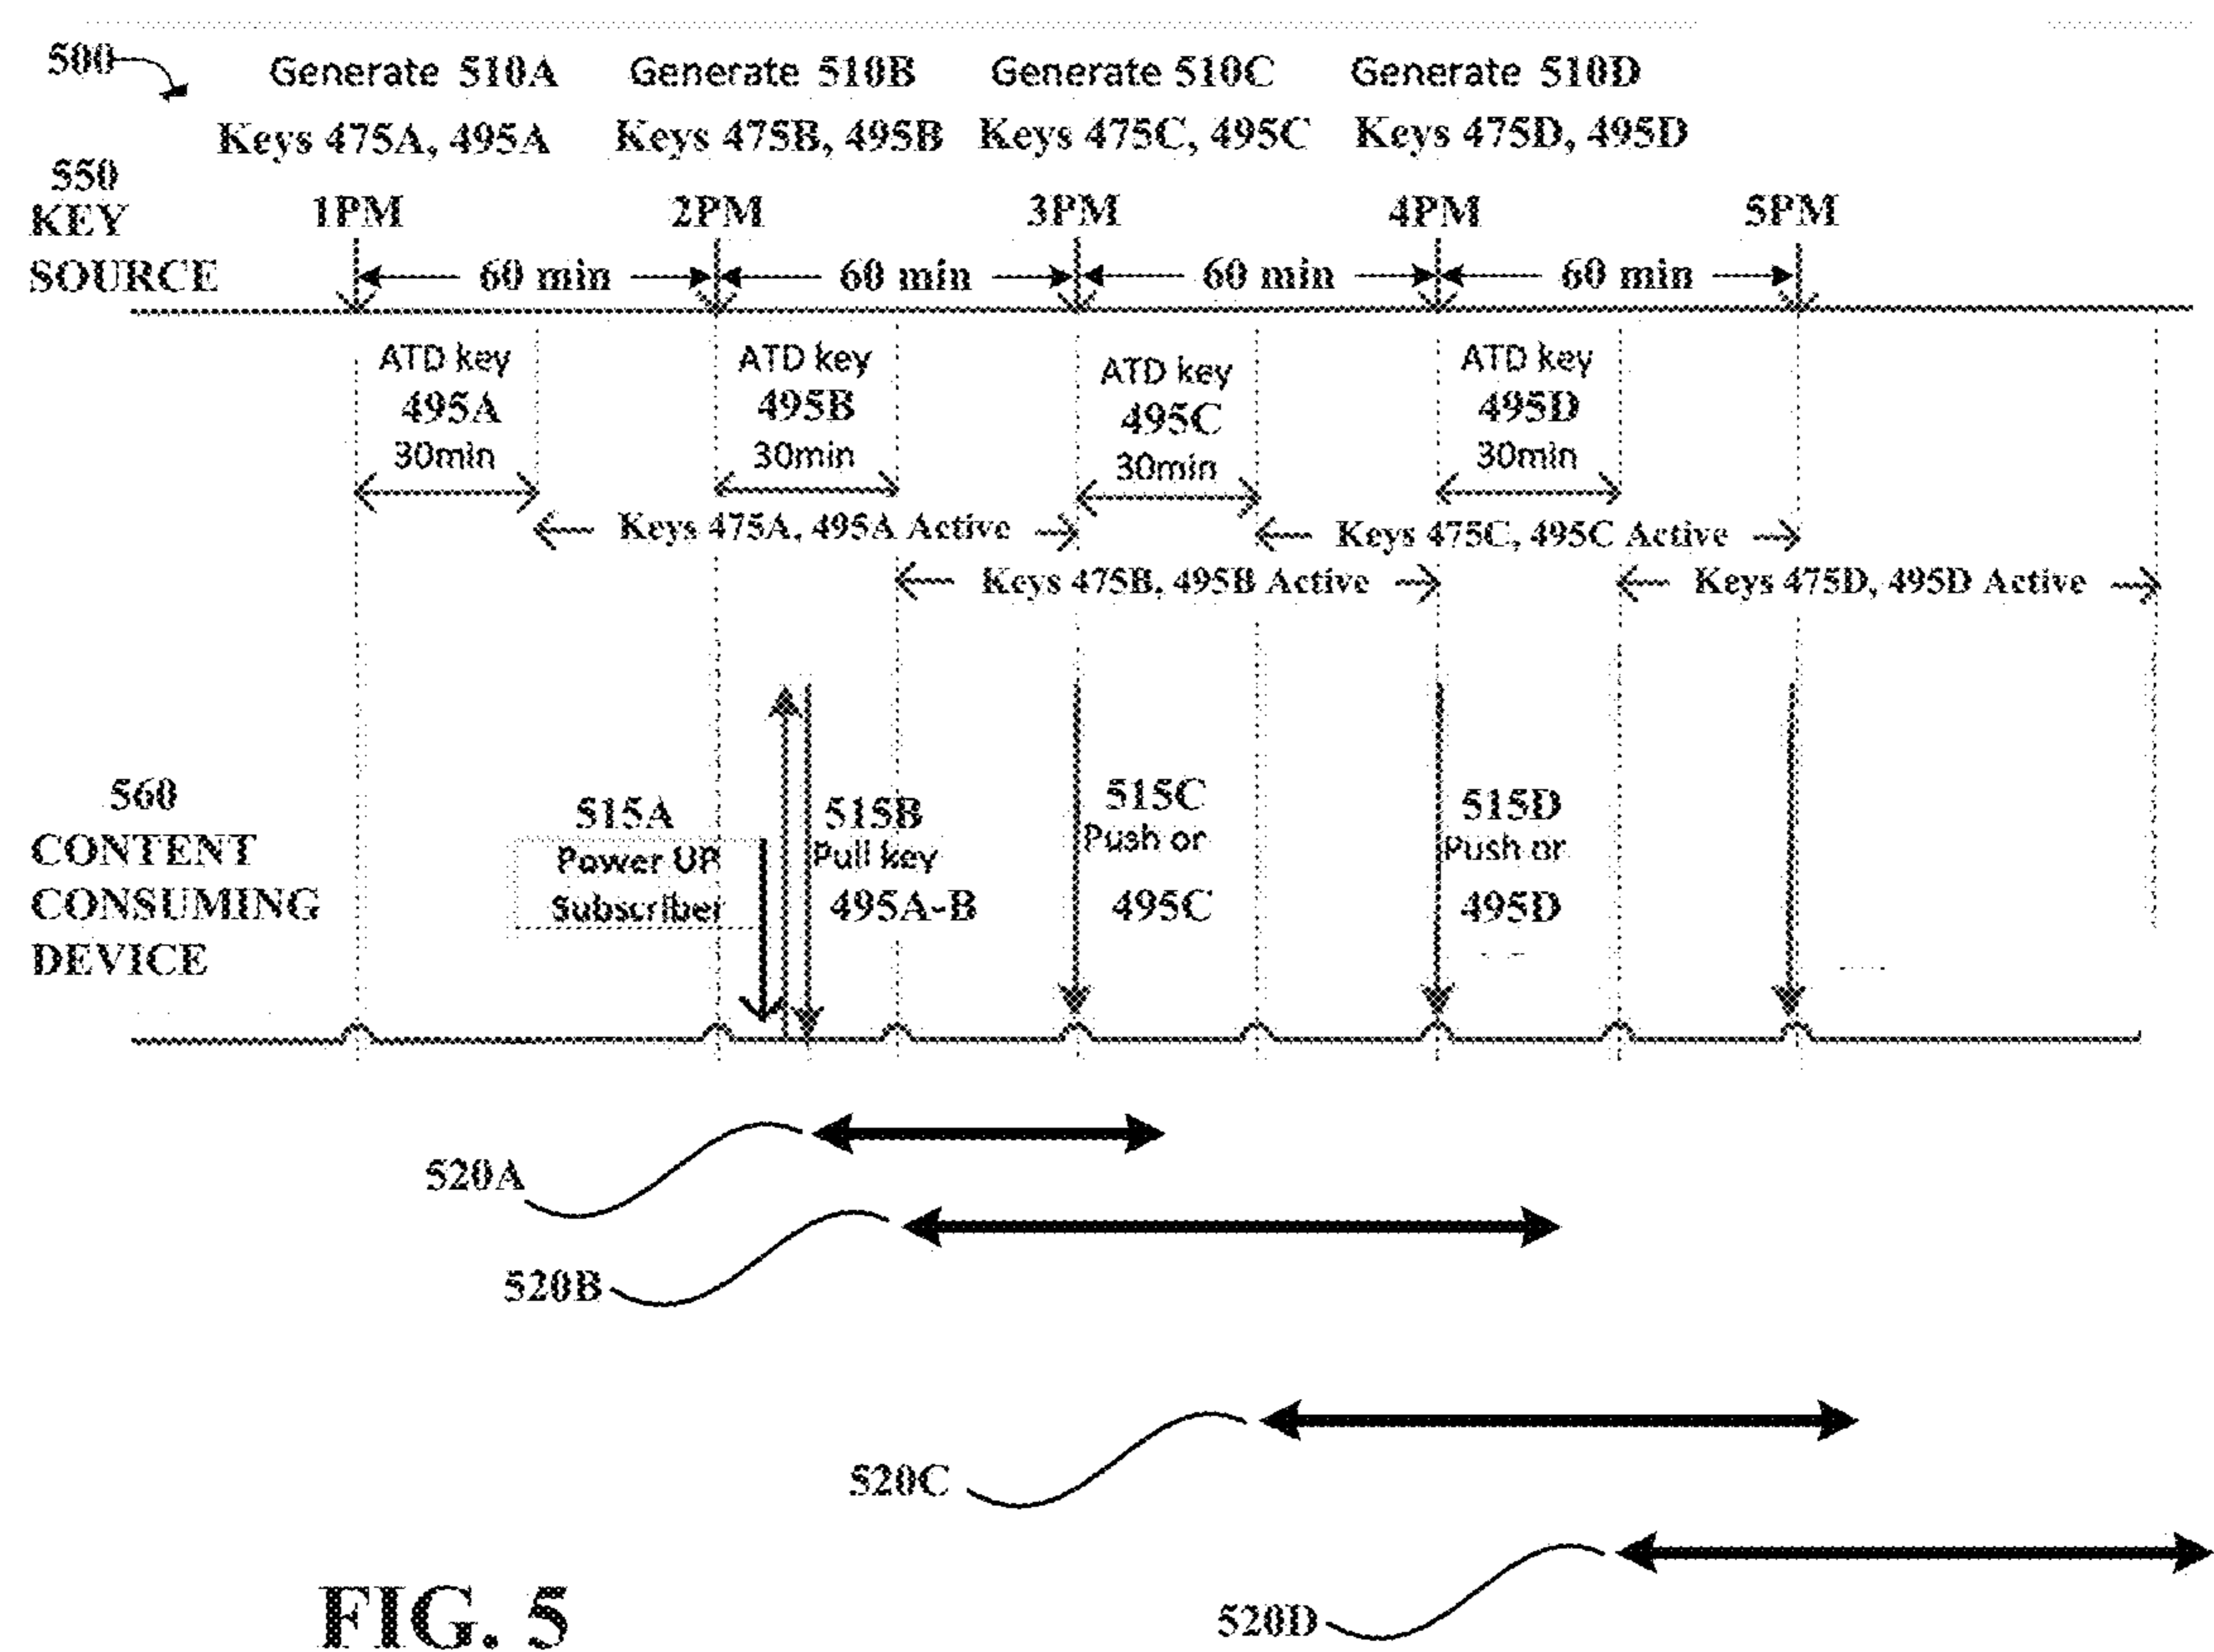 500
Generate 510A
Keys 475A, 495A
Generate 510B
Keys 475B, 495B
Generate 510C
Keys 475C, 495C
Generate 510D
Keys 475D, 495D
550
KEY
SOURCE
1PM
2PM
3PM
4PM
5PM
60 min
60 min
60 min
60 min
ATD key
495A
30min
ATD key
495B
30min
ATD key
495C
30min
ATD key
495D
30min
Keys 475A, 495A Active
Keys 475C, 495C Active
Keys 475B, 495B Active
Keys 475D, 495D Active
560
CONTENT
CONSUMING
DEVICE
515A
Power UP
Subscriber
515B
Pull key
495A-B
515C
Push or
495C
515D
Push or
495D
520A
520B
520C
520D
FIG. 5